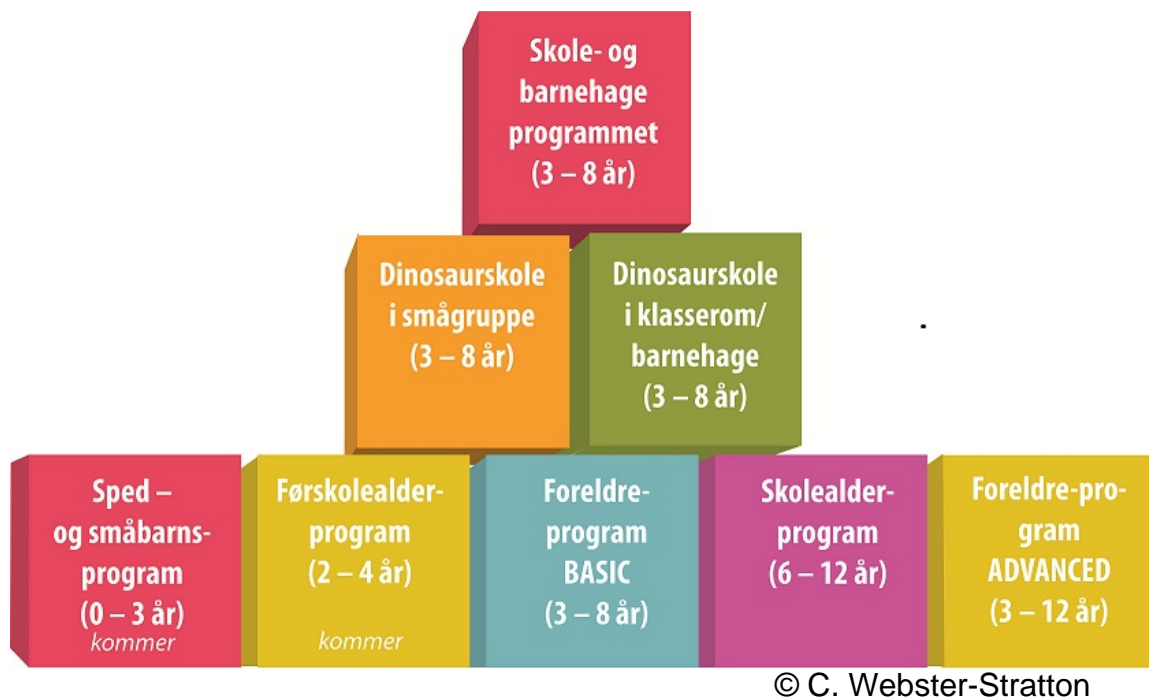 Skole- og
barnehage
programmet
(3 – 8 år)
Dinosaurskole
i smågruppe
(3 – 8 år)
Dinosaurskole
i klasserom/
barnehage
(3 – 8 år)
Sped –
og småbarns-
program
(0 – 3 år)
kommer
Førskolealder-
program
(2 – 4 år)
kommer
Foreldre-
program
BASIC
(3 – 8 år)
Skolealder-
program
(6 – 12 år)
Foreldre-pro-
gram
ADVANCED
(3 – 12 år)
© C. Webster-Stratton